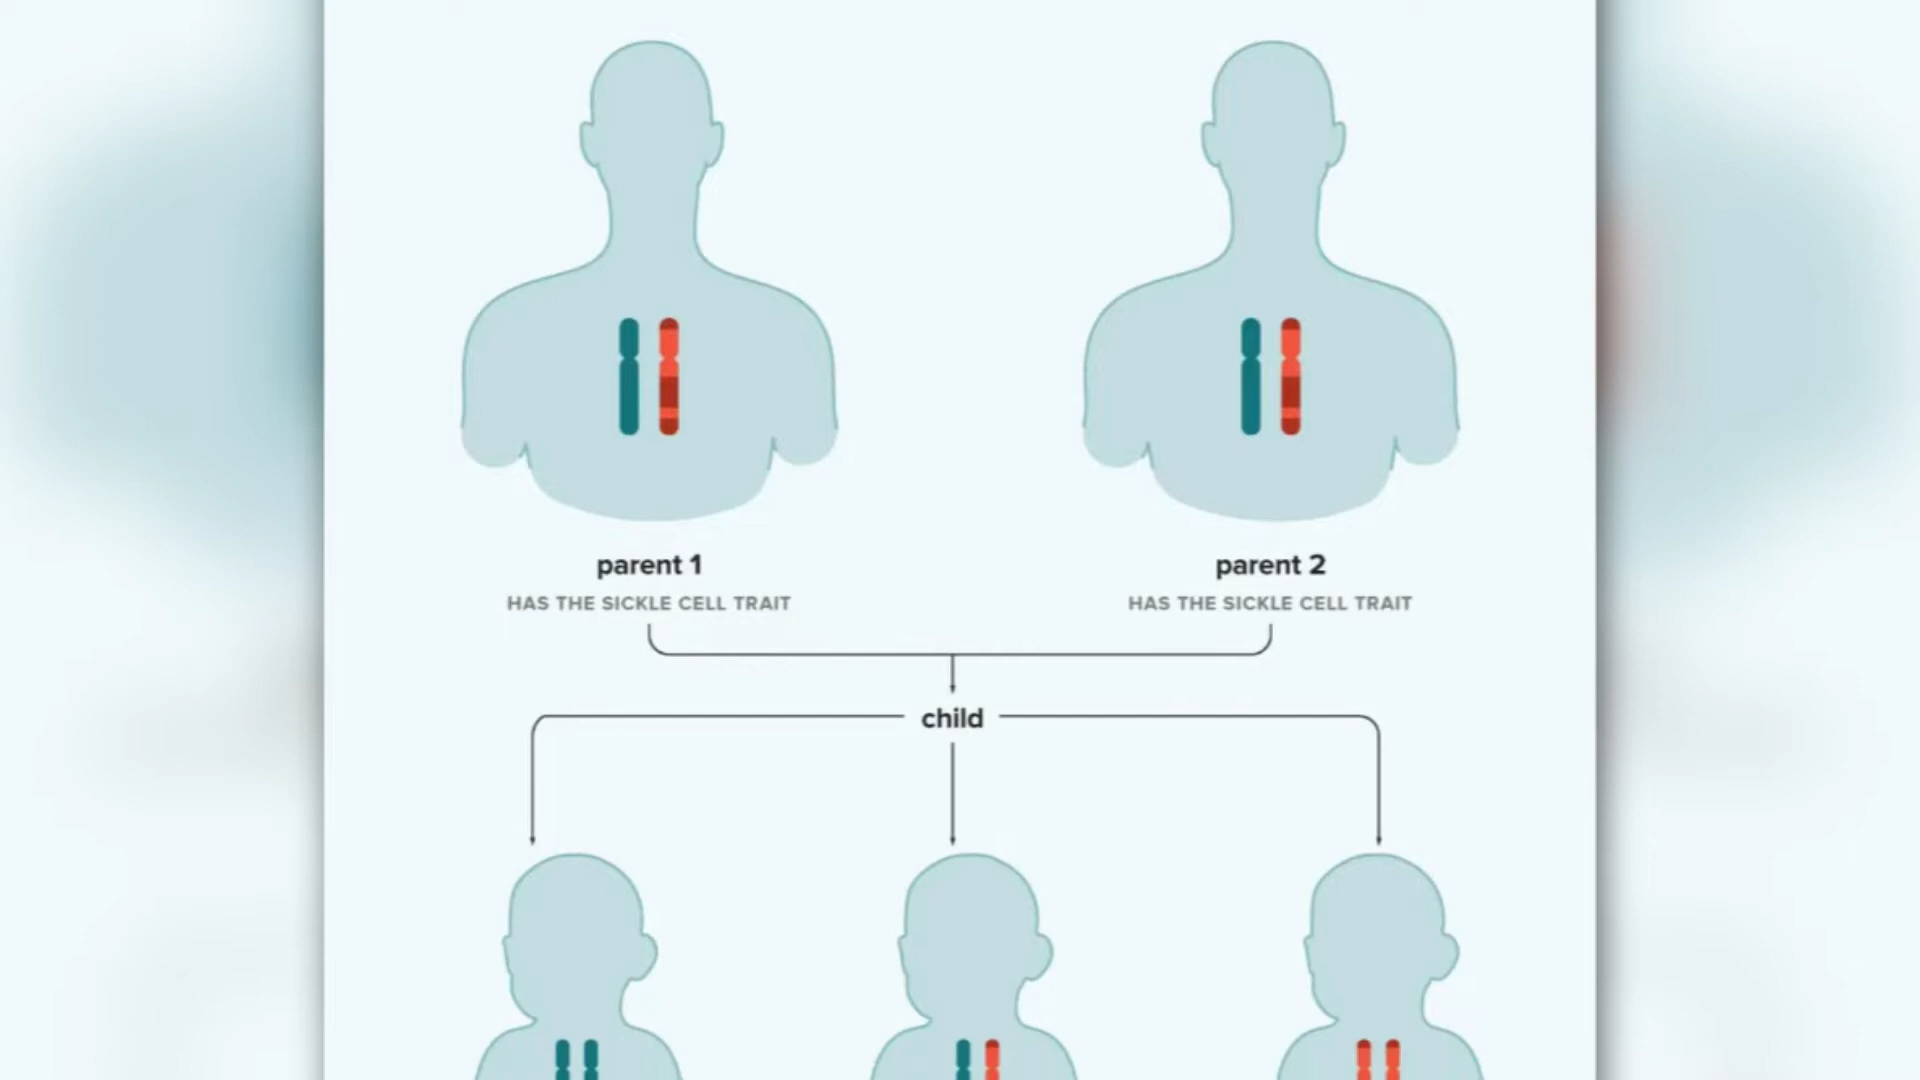 parent 1
HAS THE SICKLE CELL TRAIT
parent 2
HAS THE SICKLE CELL TRAIT
child